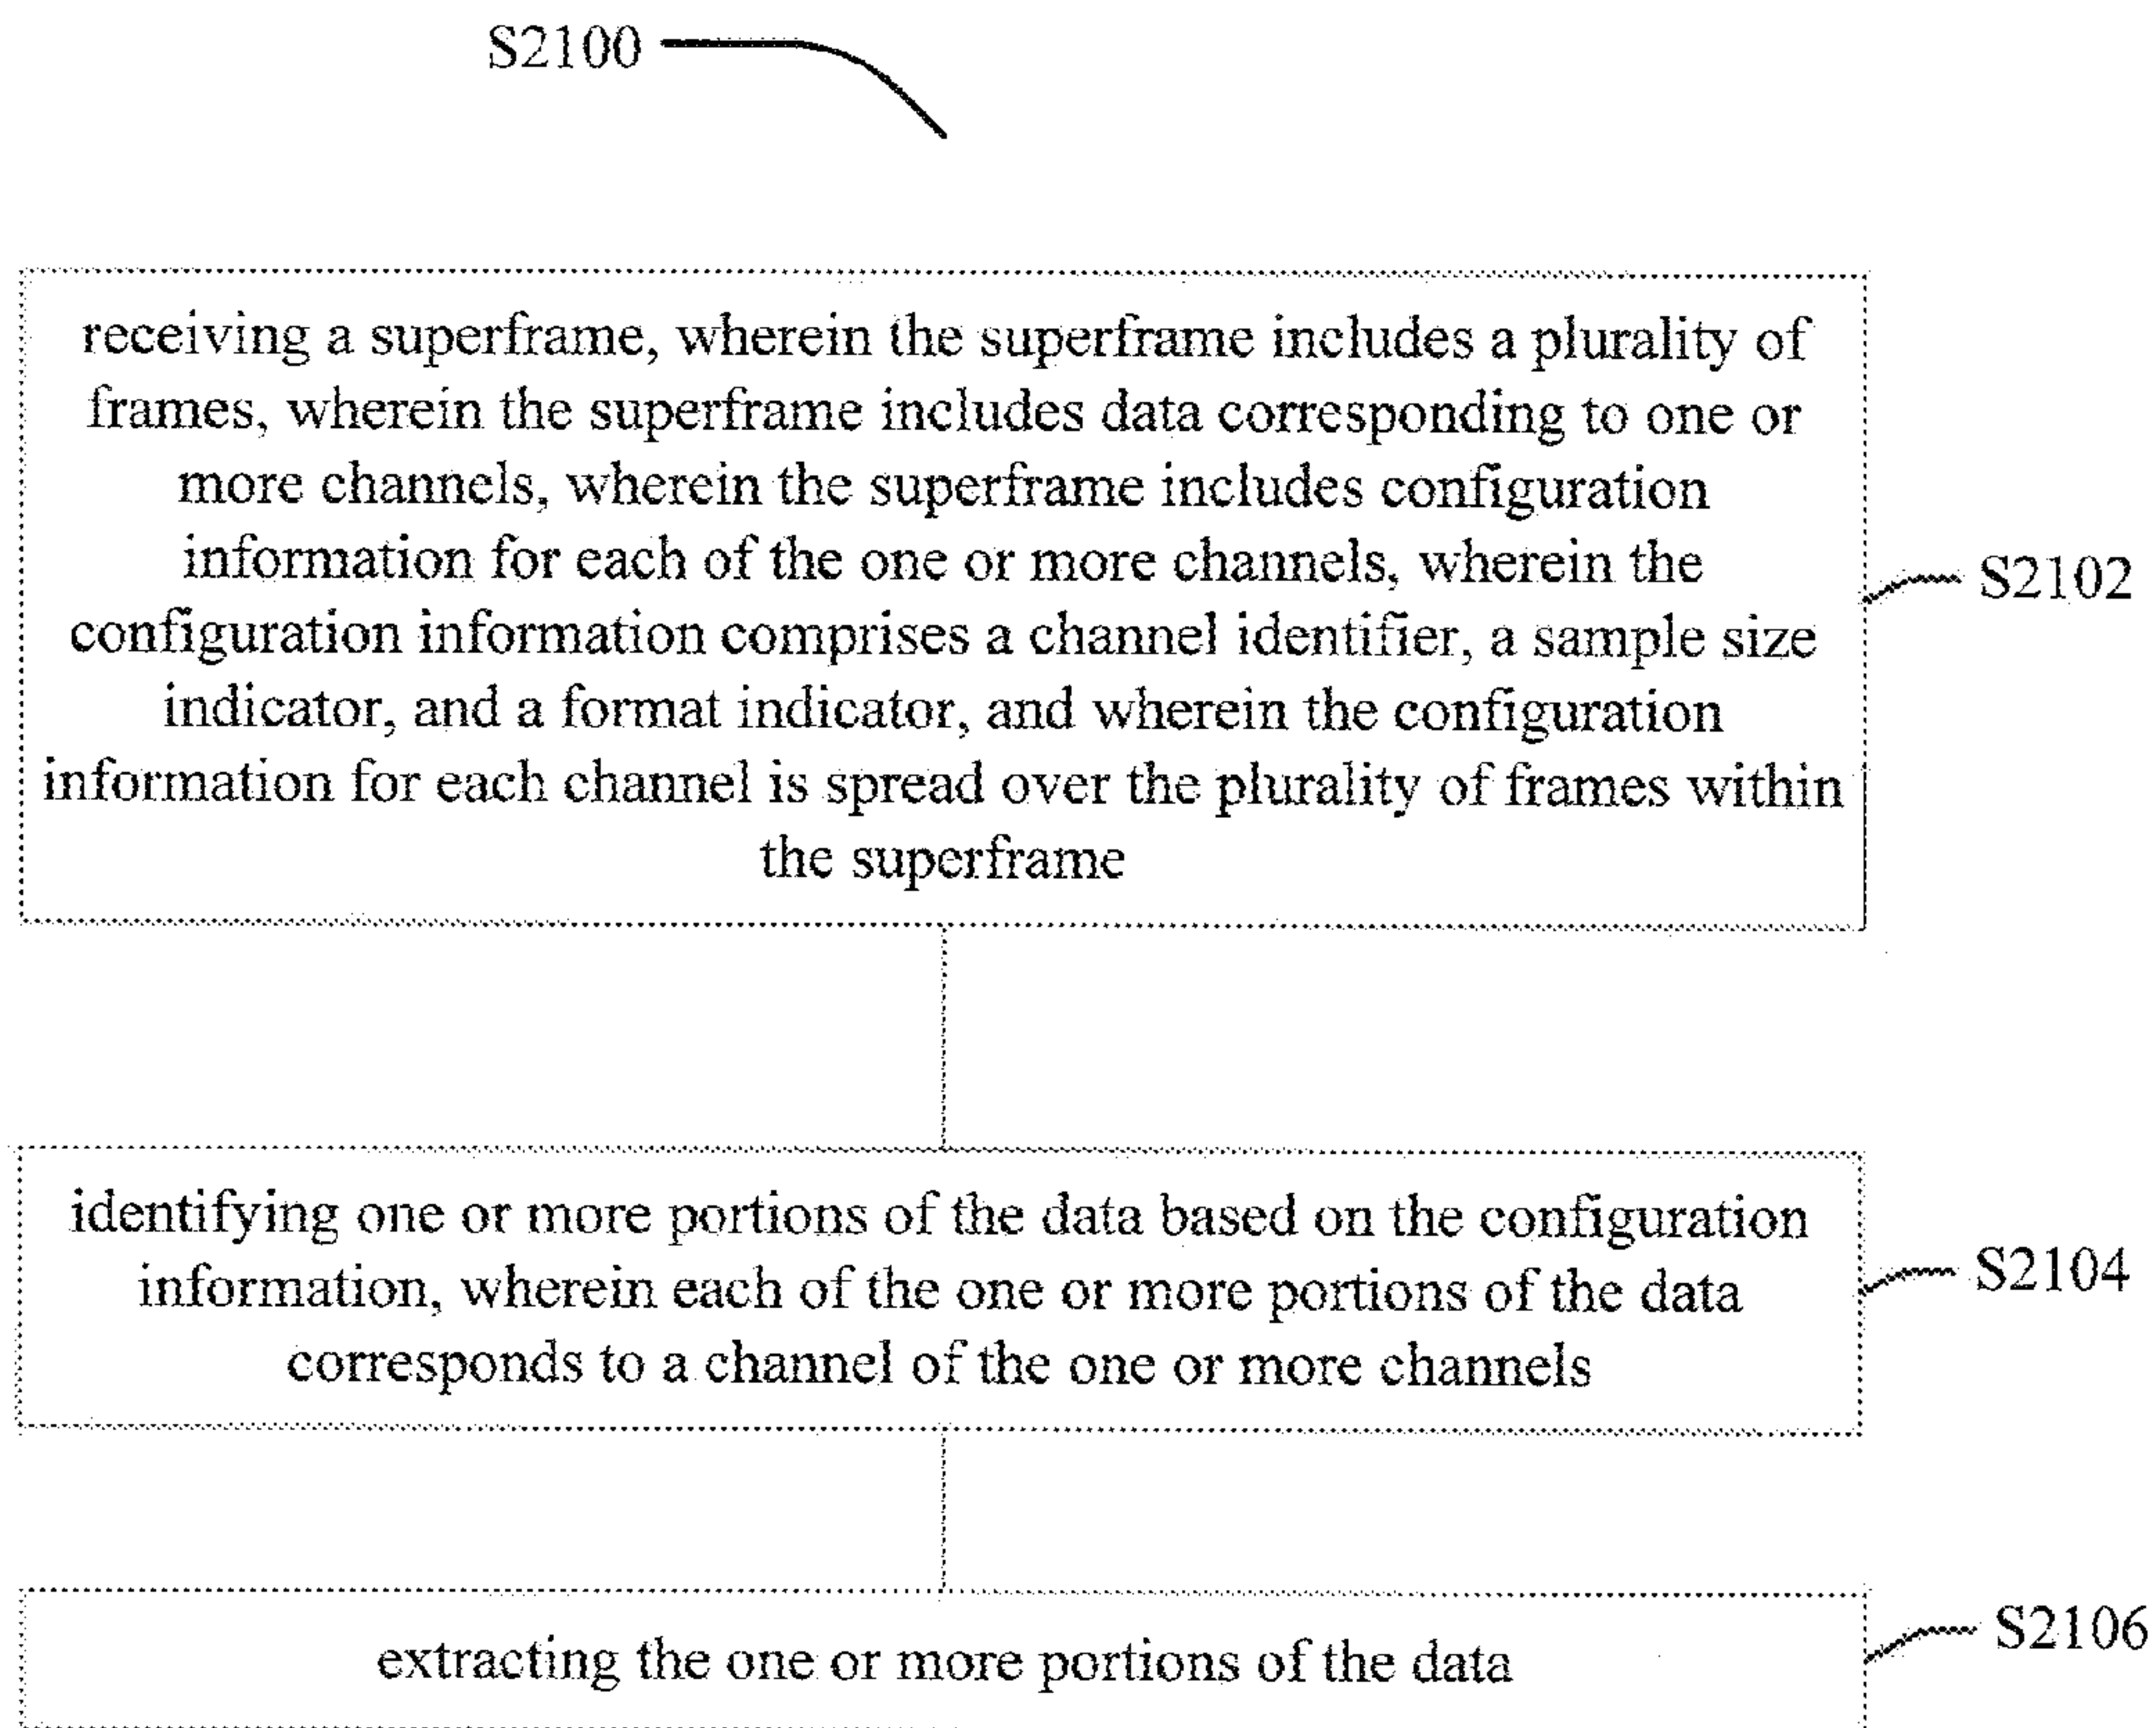 S2100
receiving a superframe, wherein the superframe includes a plurality of
frames, wherein the superframe includes data corresponding to one or
more channels, wherein the superframe includes configuration
information for each of the one or more channels, wherein the
configuration information comprises a channel identifier, a sample size
indicator, and a format indicator, and wherein the configuration
information for each channel is spread over the plurality of frames within
the superframe
S2102
identifying one or more portions of the data based on the configuration
information, wherein each of the one or more portions of the data
corresponds to a channel of the one or more channels
S2104
extracting the one or more portions of the data
S2106